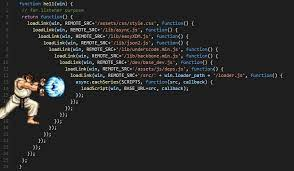 function hell(win) {
// for listener purpose
return function() {
loadLink(win, REMOTE_SRC+'/assets/css/style.css', function() {
loadLink(win, REMOTE_SRC+'/lib/async.js', function() {
loadLink(win, REMOTE_SRC+'/lib/easyXDM.js', function() {
loadLink(win, REMOTE_SRC+'/lib/json2.js', function() {
loadLink(win, REMOTE_SRC+'/lib/underscore.min.js', function() {
loadLink(win, REMOTE_SRC+'/lib/backbone.min.js', function() {
loadLink(win, REMOTE_SRC+'/dev/base_dev.js', function() {
loadLink(win, REMOTE_SRC+'/assets/js/deps.js', function() {
loadLink(win, REMOTE_SRC+'/src/' + win.loader_path + '/loader.js', function() {
async.eachSeries(SCRIPTS, function(src, callback) {
loadScript(win, BASE_URL+src, callback);
});
});
});
});
});
});
});
});
});
});
};
}